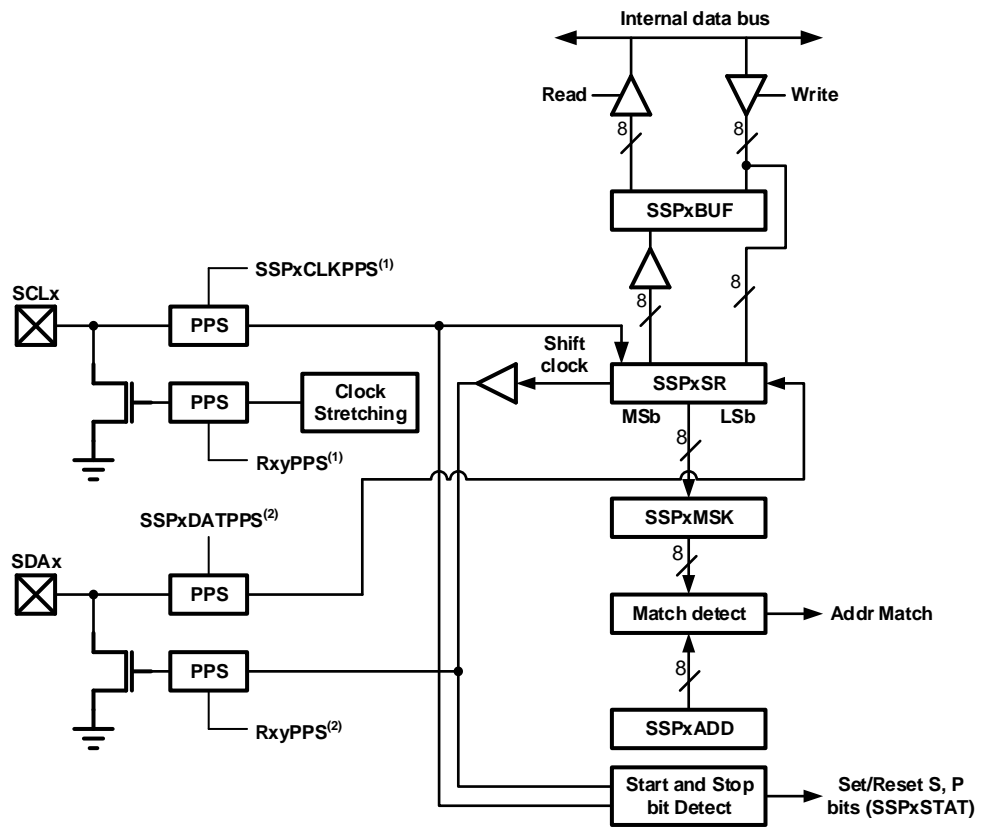 Internal data bus
Read
Write
8
8
SSPxBUF
SSPxCLKPPS(1)
SCLx
8
8
PPS
Shift
clock
SSPxSR
PPS
Clock
Stretching
MSb
LSb
8
RxyPPS(1)
SSPxMSK
SSPxDATPPS(2)
SDAx
8
PPS
Match detect
Addr Match
PPS
8
RxyPPS(2)
SSPxADD
Start and Stop
bit Detect
Set/Reset S, P
bits (SSPxSTAT)